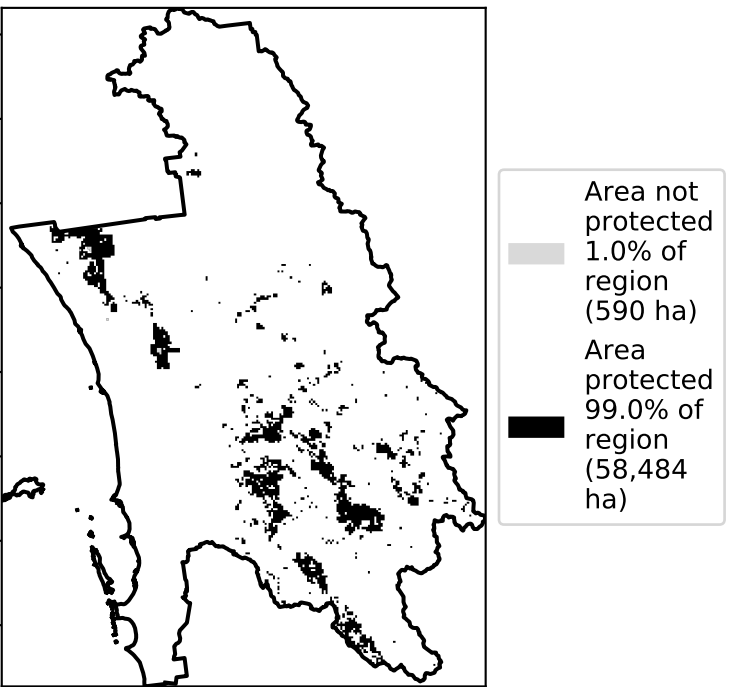 Area not
protected
1.0% of
region
(590 ha)
Area
protected
99.0% of
region
(58,484
ha)